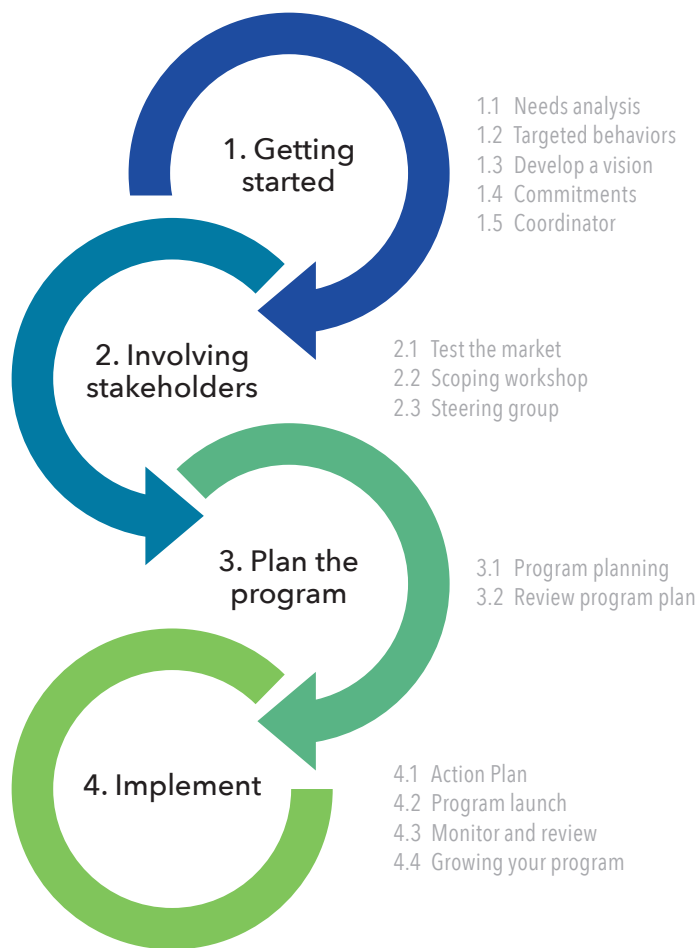 1. Getting
started
1.1 Needs analysis
1.2 Targeted behaviors
1.3 Develop a vision
1.4 Commitments
1.5 Coordinator
2. Involving
stakeholders
2.1 Test the market
2.2 Scoping workshop
2.3 Steering group
3. Plan the
program
3.1 Program planning
3.2 Review program plan
4. Implement
4.1 Action Plan
4.2 Program launch
4.3 Monitor and review
4.4 Growing your program